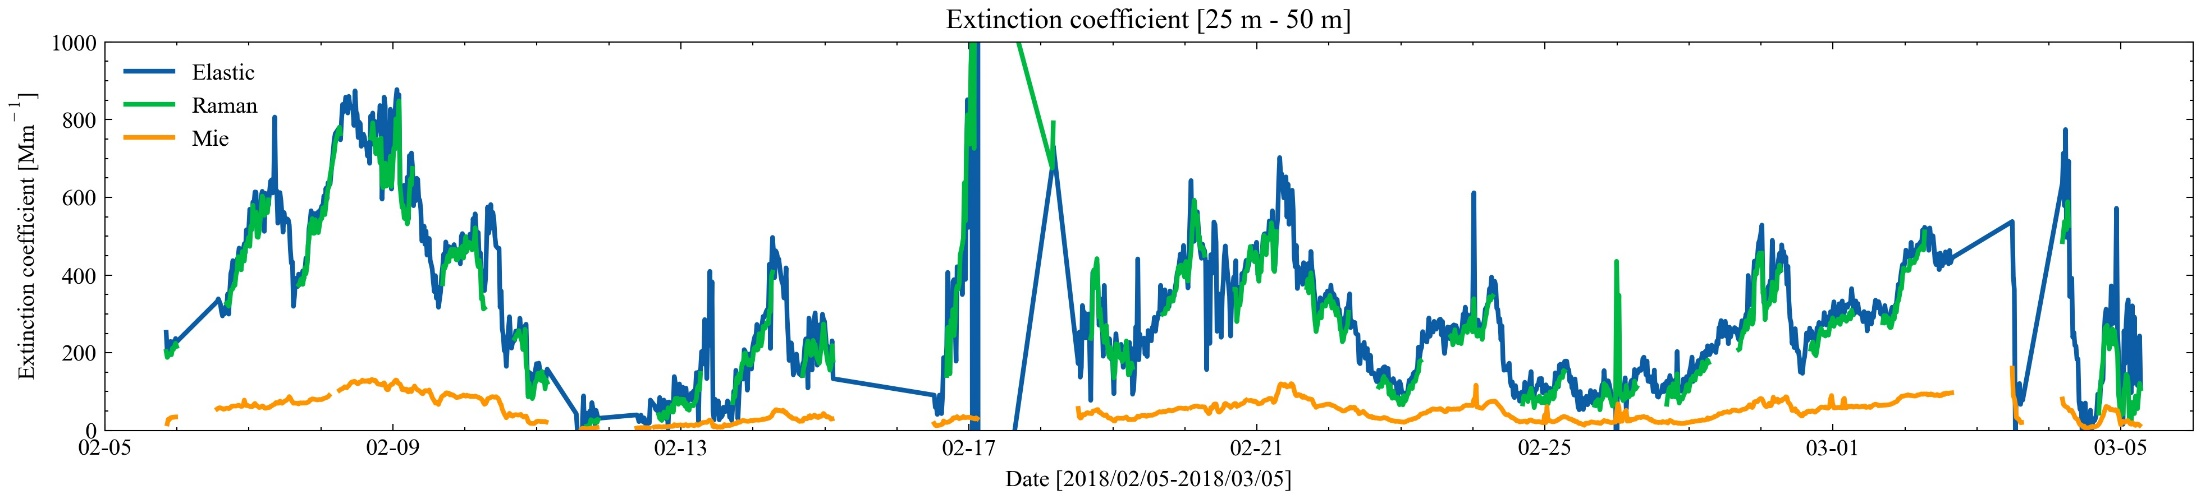 Extinction coefficient [25 m - 50 m]
Extinction coefficient [Mm⁻¹]
1000
800
600
400
200
0
Elastic
Raman
Mie
02-05 02-09 02-13 02-17 02-21 02-25 03-01 03-05
Date [2018/02/05-2018/03/05]